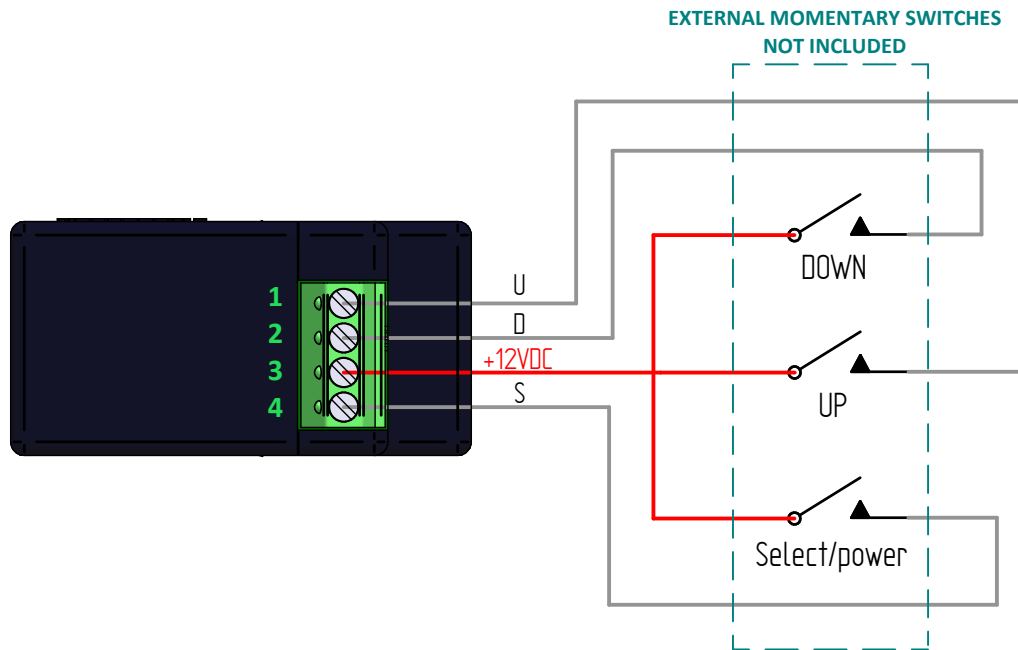 EXTERNAL MOMENTARY SWITCHES
NOT INCLUDED
DOWN
1
U
2
D
3
+12VDC
UP
4
S
Select/power